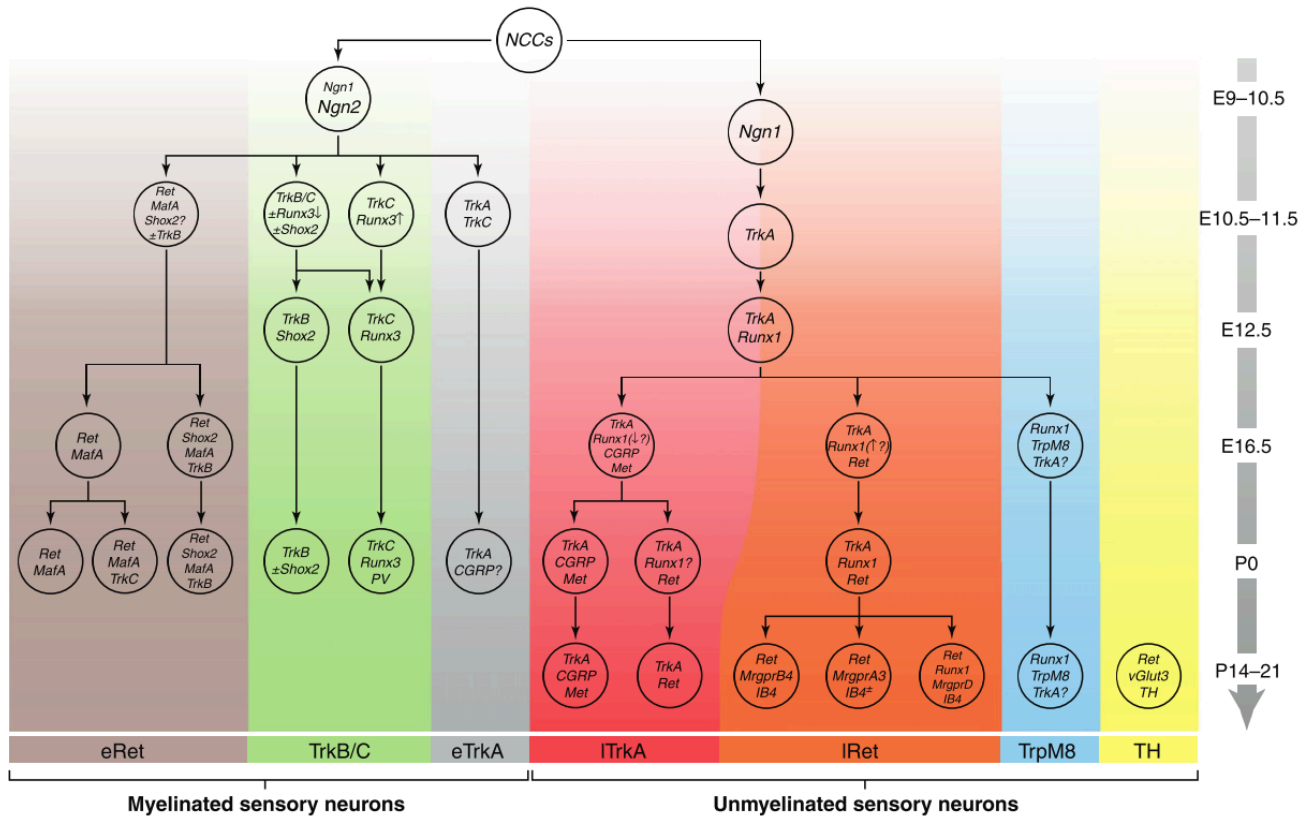 NCCs
Ngn1
Ngn2
E9–10.5
Ngn1
Ret
MafA
Shox2?
±TrkB
TrkB/C
±Runx3↓
±Shox2
TrkC
Runx3↑
TrkA
TrkC
TrkA
E10.5–11.5
TrkB
Shox2
TrkC
Runx3
TrkA
Runx1
E12.5
Ret
MafA
Ret
Shox2
MafA
TrkB
TrkA
Runx1(↓?)
CGRP
Met
TrkA
Runx1(↑?)
Ret
Runx1
TrpM8
TrkA?
E16.5
Ret
MafA
Ret
MafA
TrkC
Ret
Shox2
MafA
TrkB
TrkB
±Shox2
TrkC
Runx3
PV
TrkA
CGRP?
TrkA
CGRP
Met
TrkA
Runx1?
Ret
TrkA
Runx1
Ret
P0
TrkA
CGRP
Met
TrkA
Ret
Ret
MrgprB4
IB4
Ret
MrgprA3
IB4±
Ret
Runx1
MrgprD
IB4
Runx1
TrpM8
TrkA?
Ret
vGlut3
TH
P14–21
eRet TrkB/C eTrkA lTrkA lRet TrpM8 TH
Myelinated sensory neurons Unmyelinated sensory neurons